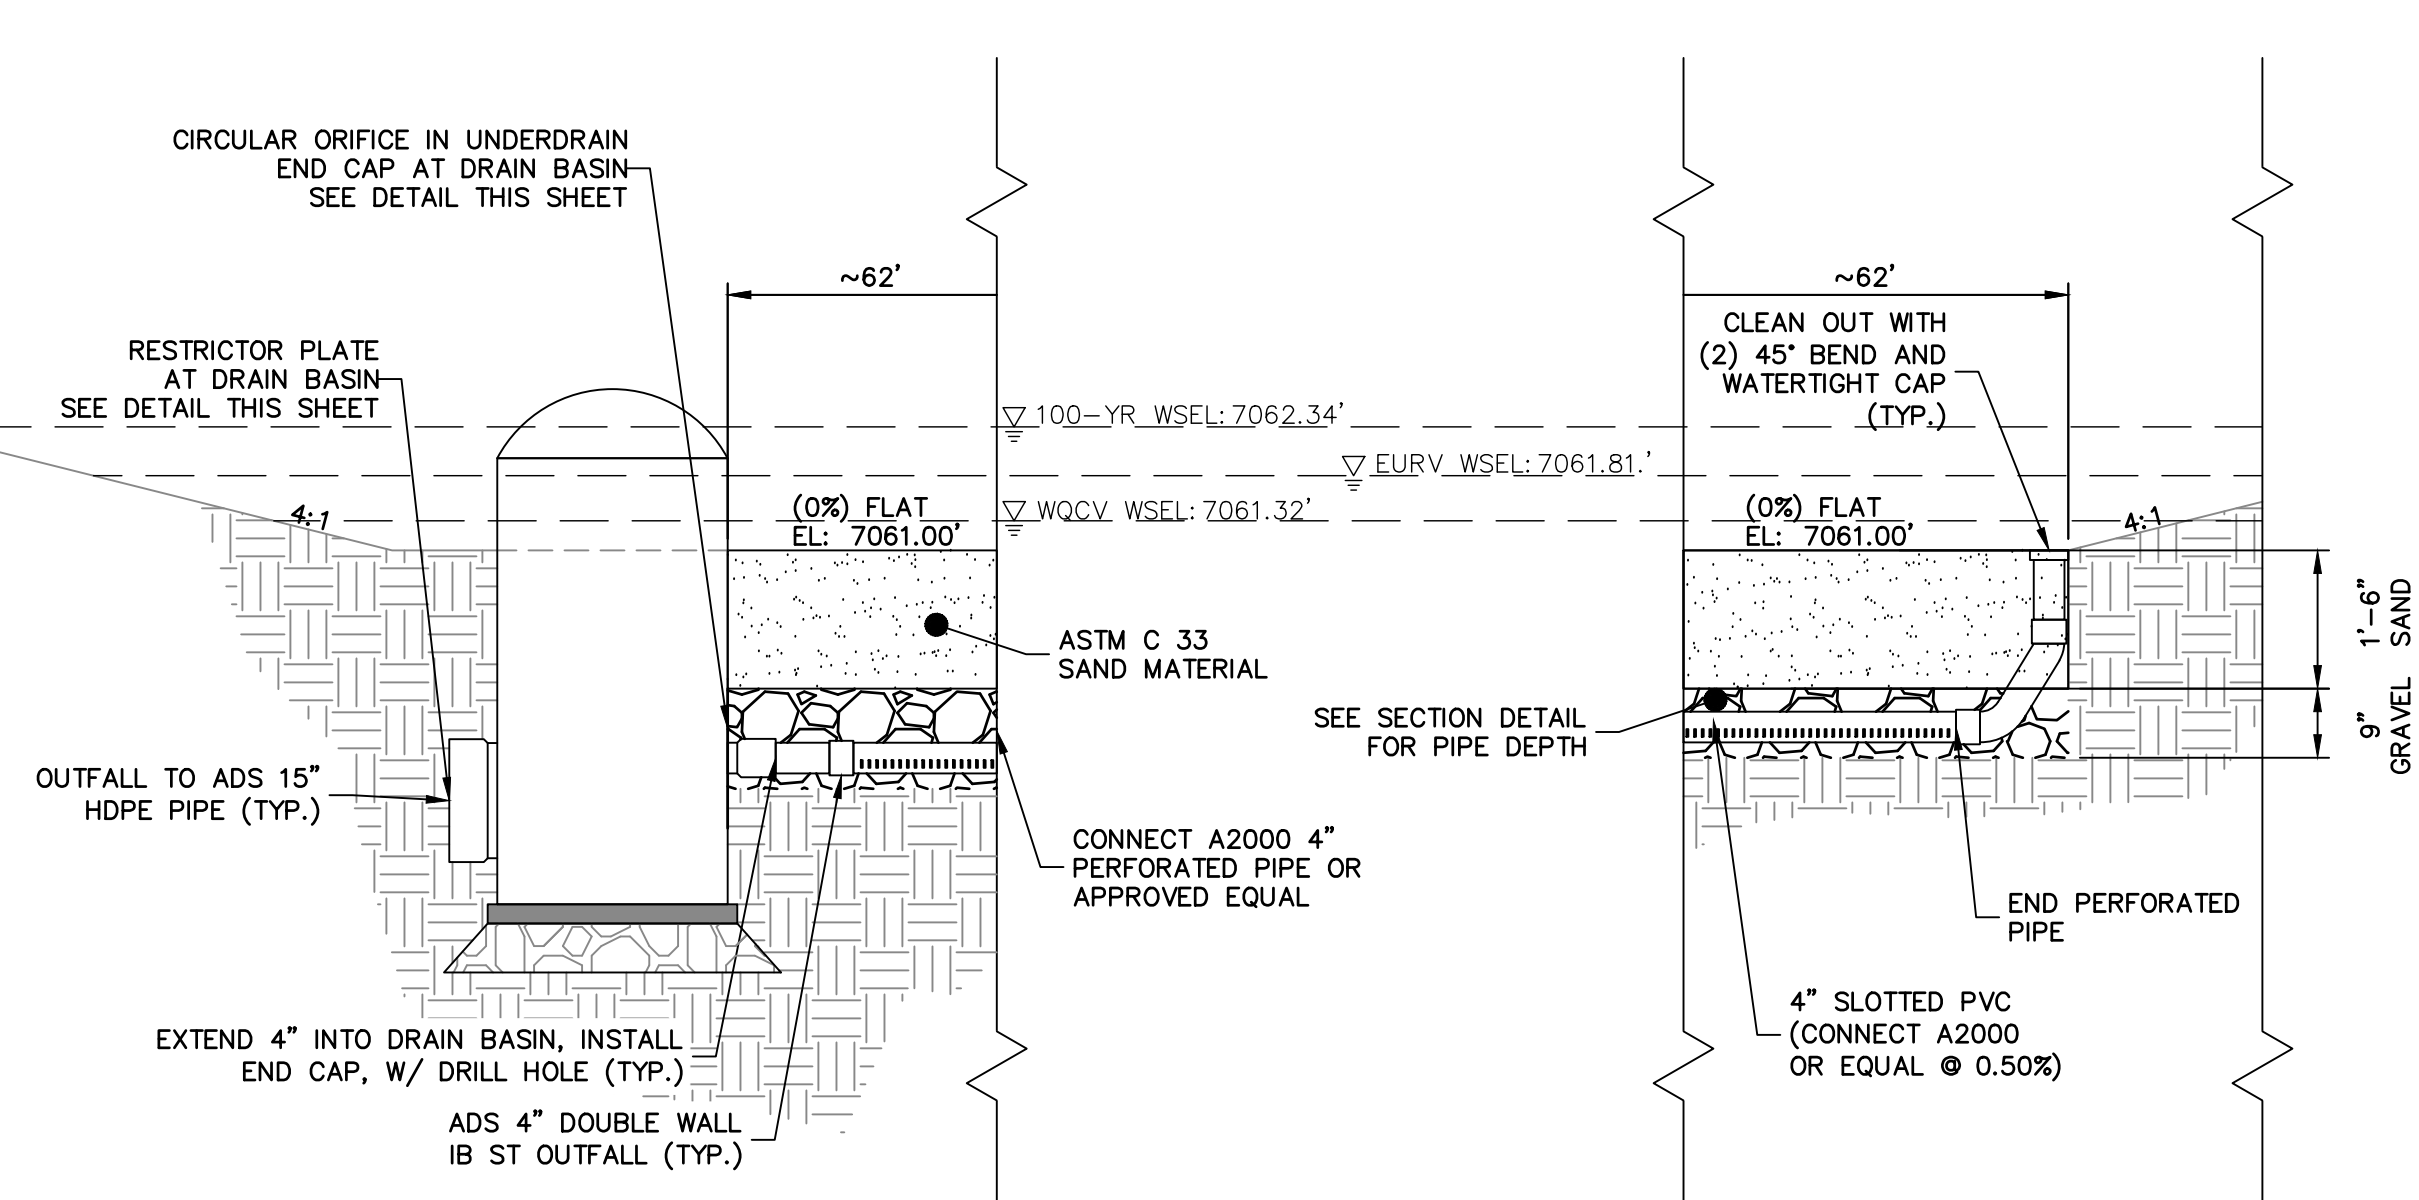 CIRCULAR ORIFICE IN UNDERDRAIN
END CAP AT DRAIN BASIN
SEE DETAIL THIS SHEET
~62’
~62’
CLEAN OUT WITH
(2) 45° BEND AND
WATERTIGHT CAP
(TYP.)
RESTRICTOR PLATE
AT DRAIN BASIN
SEE DETAIL THIS SHEET
100-YR WSEL: 7062.34’
EURV WSEL: 7061.81.’
WQCV WSEL: 7061.32’
4:1
(0%) FLAT
EL: 7061.00’
(0%) FLAT
EL: 7061.00’
4:1
ASTM C 33
SAND MATERIAL
1’-6”
SAND
9”
GRAVEL
SEE SECTION DETAIL
FOR PIPE DEPTH
OUTFALL TO ADS 15”
HDPE PIPE (TYP.)
CONNECT A2000 4”
PERFORATED PIPE OR
APPROVED EQUAL
END PERFORATED
PIPE
4” SLOTTED PVC
(CONNECT A2000
OR EQUAL @ 0.50%)
EXTEND 4” INTO DRAIN BASIN, INSTALL
END CAP, W/ DRILL HOLE (TYP.)
ADS 4” DOUBLE WALL
IB ST OUTFALL (TYP.)